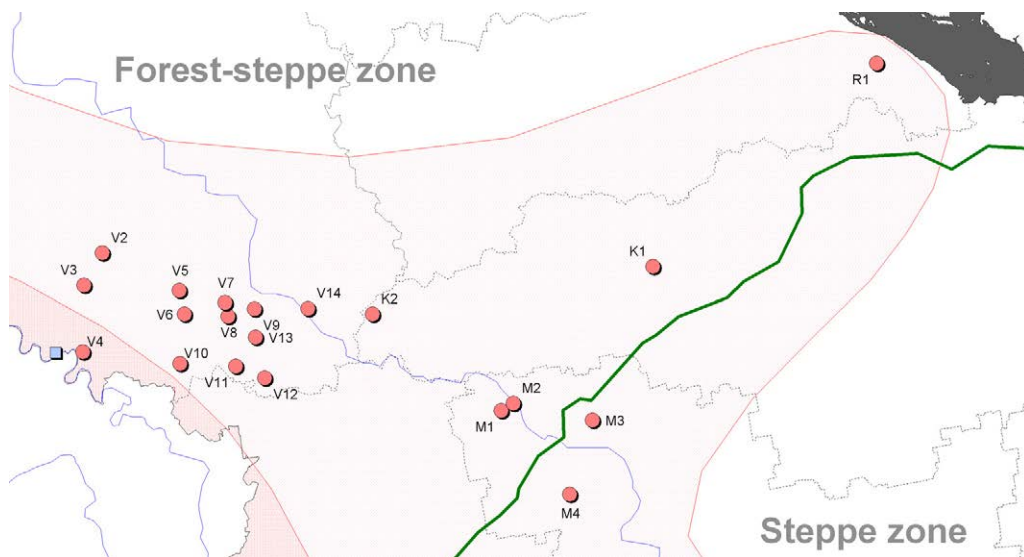 Forest-steppe zone
R1
V2
V3
V5
V7
V6
V8
V9
V14
K2
K1
V13
V4
V10
V11
V12
M2
M1
M3
M4
Steppe zone